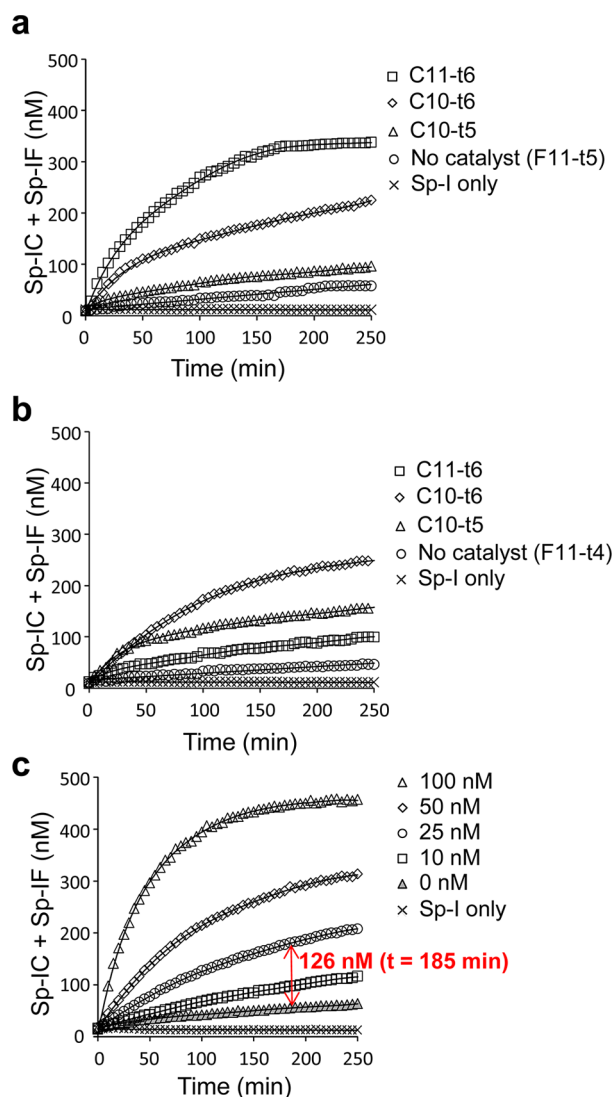 a
500
400
300
200
100
0
0 50 100 150 200 250
Time (min)
Sp-IC + Sp-IF (nM)
C11-t6
C10-t6
C10-t5
No catalyst (F11-t5)
Sp-I only
b
500
400
300
200
100
0
0 50 100 150 200 250
Time (min)
Sp-IC + Sp-IF (nM)
C11-t6
C10-t6
C10-t5
No catalyst (F11-t4)
Sp-I only
c
500
400
300
200
100
0
0 50 100 150 200 250
Time (min)
Sp-IC + Sp-IF (nM)
126 nM (t = 185 min)
100 nM
50 nM
25 nM
10 nM
0 nM
Sp-I only